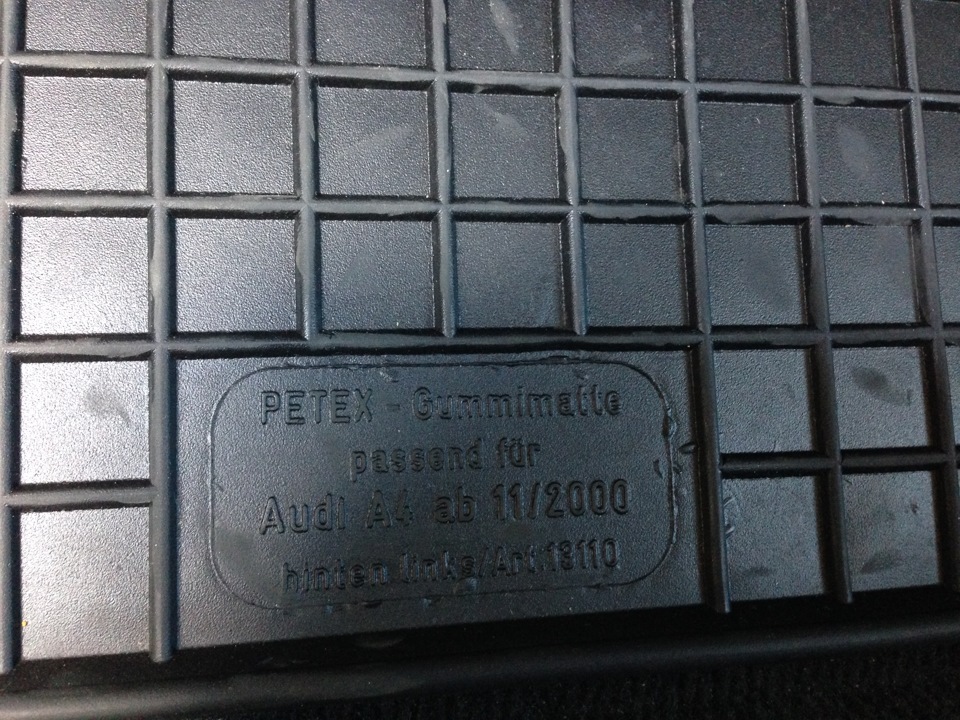 PETEX - Gummimatte
passend für
Audi A4 ab 11/2000
hinten links/Art:13110